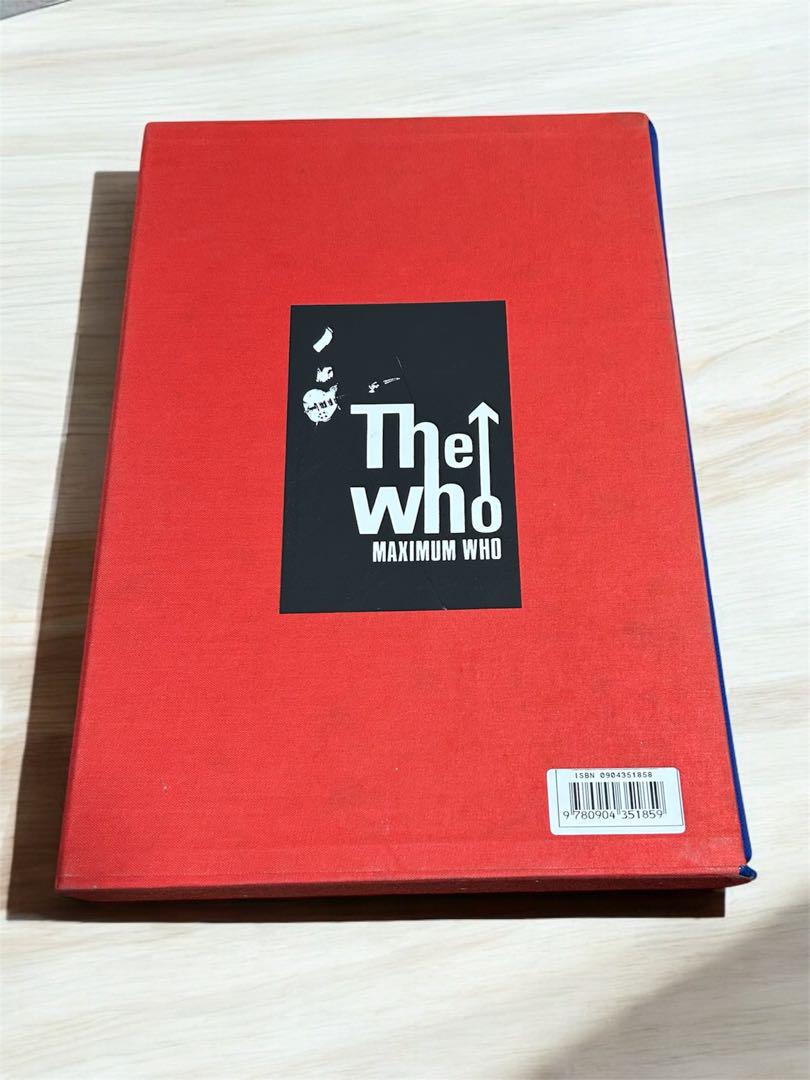 The
who
MAXIMUM WHO
ISBN 0904351858
9 780904 351859